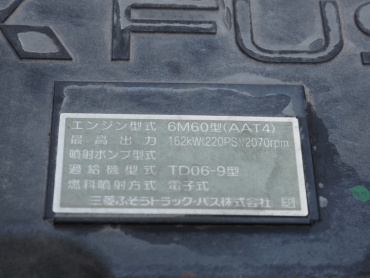 FUS
エンジン型式 6M60型(AAT4)
最高出力 162kW(220PS)/2070rpm
噴射ポンプ型式
過給機型式 TD06-9型
燃料噴射方式 電子式
三菱ふそうトラック・バス株式会社